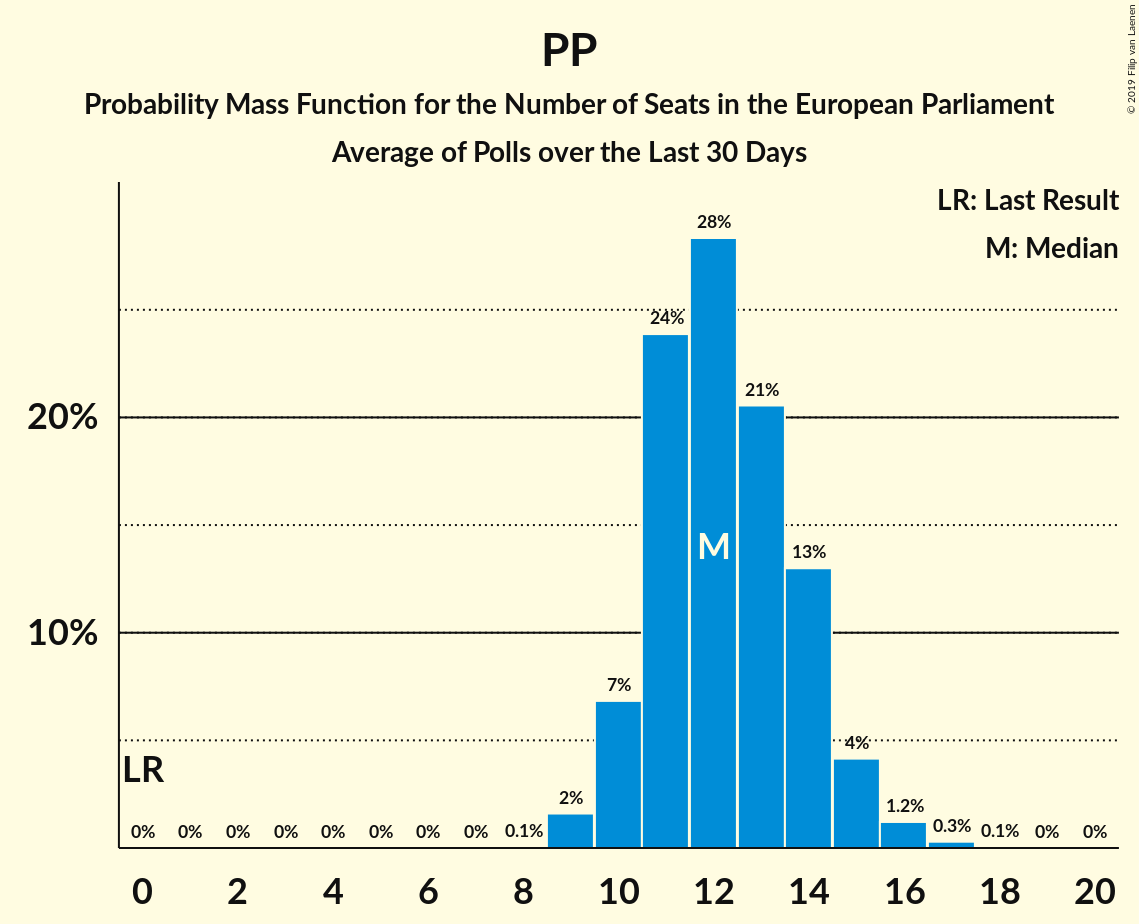 © 2019 Filip van Laenen
PP
Probability Mass Function for the Number of Seats in the European Parliament
Average of Polls over the Last 30 Days
LR: Last Result
M: Median
28%
24%
21%
20%
M
13%
10%
7%
4%
LR
2%
1.2%
0% 0% 0% 0% 0% 0% 0% 0% 0.1% 0.3% 0.1% 0% 0%
0 2 4 6 8 10 12 14 16 18 20